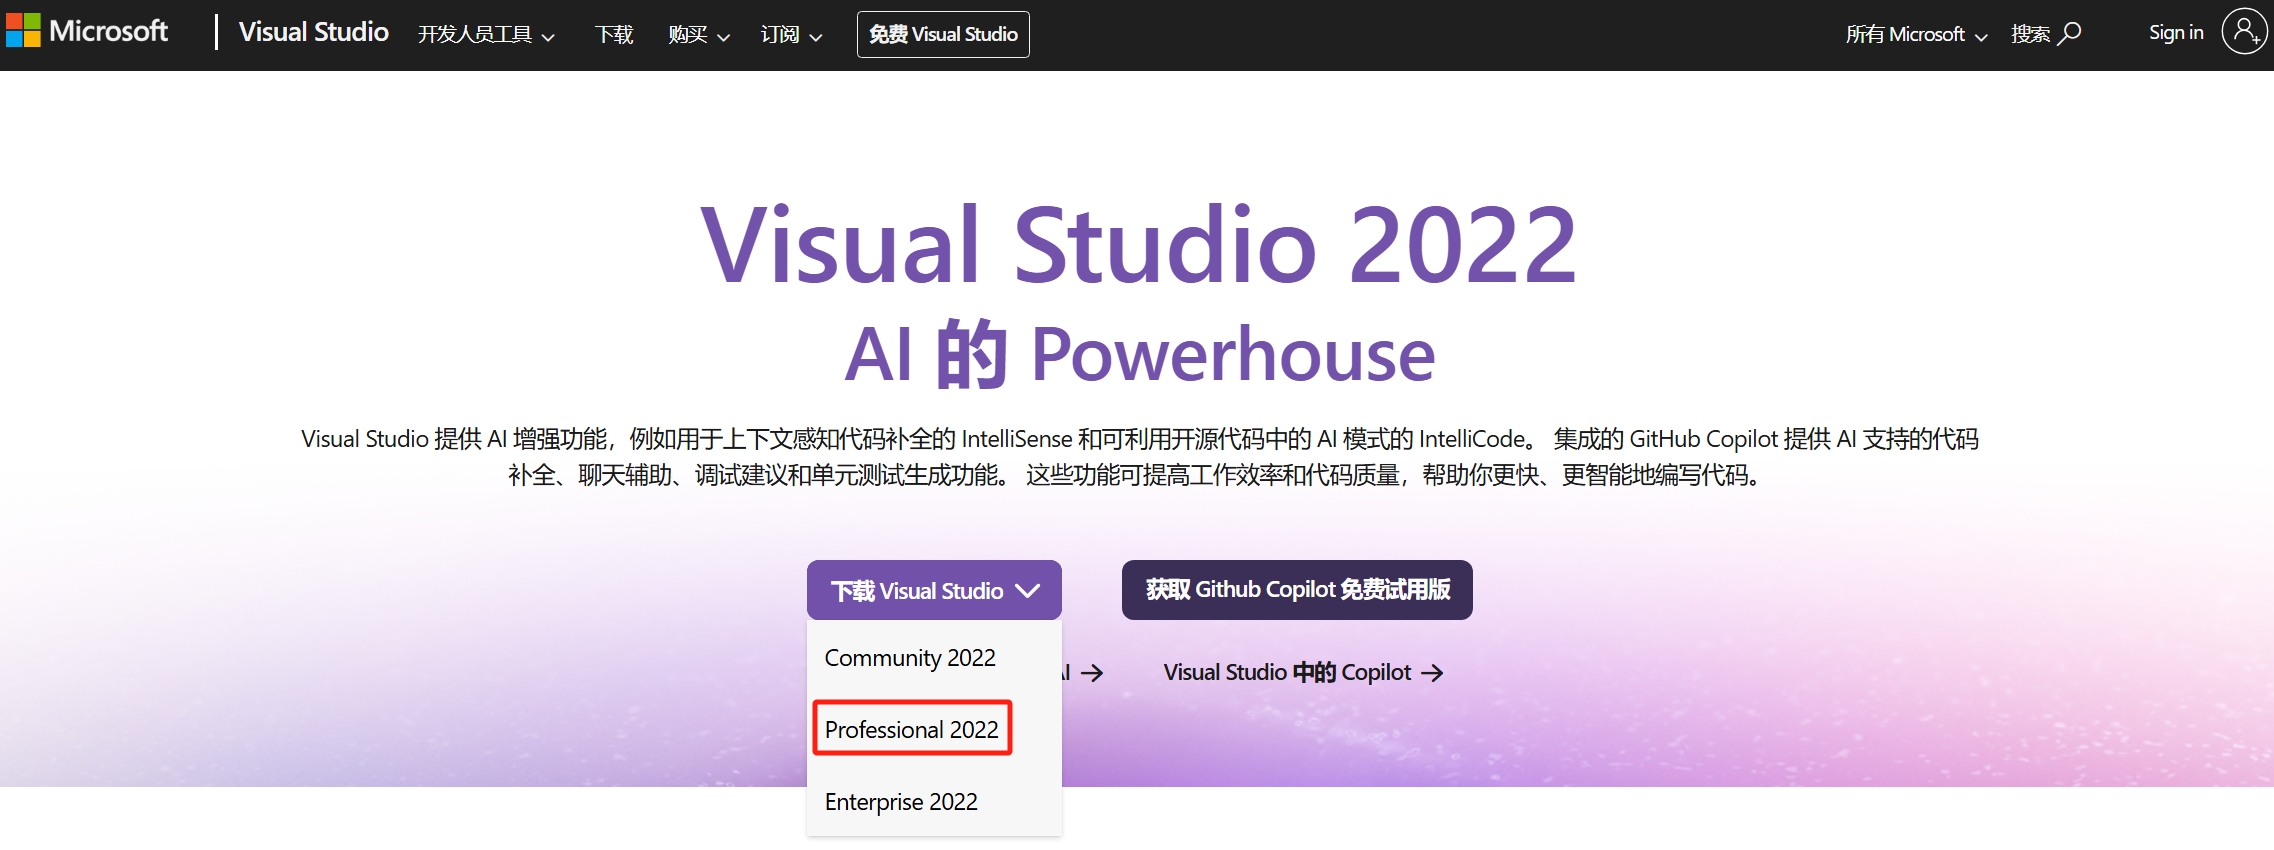 Microsoft Visual Studio 开发人员工具 下载 购买 订阅 免费 Visual Studio 所有 Microsoft 搜索 Sign in
Visual Studio 2022
AI 的 Powerhouse
Visual Studio 提供 AI 增强功能，例如用于上下文感知代码补全的 IntelliSense 和可利用开源代码中的 AI 模式的 IntelliCode。 集成的 GitHub Copilot 提供 AI 支持的代码
补全、聊天辅助、调试建议和单元测试生成功能。 这些功能可提高工作效率和代码质量，帮助你更快、更智能地编写代码。
下载 Visual Studio 获取 Github Copilot 免费试用版
Community 2022
Visual Studio 中的 Copilot →
Professional 2022
Enterprise 2022